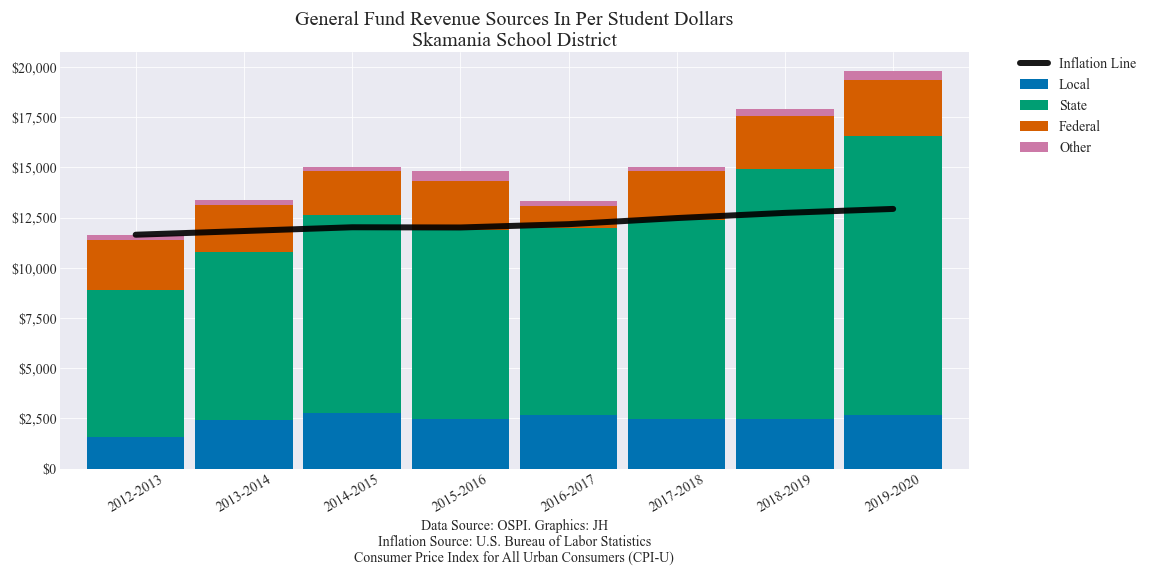 General Fund Revenue Sources In Per Student Dollars
Skamania School District
$20,000
$17,500
$15,000
$12,500
$10,000
$7,500
$5,000
$2,500
$0
Inflation Line
Local
State
Federal
Other
2012-2013
2013-2014
2014-2015
2015-2016
2016-2017
2017-2018
2018-2019
2019-2020
Data Source: OSPI. Graphics: JH
Inflation Source: U.S. Bureau of Labor Statistics
Consumer Price Index for All Urban Consumers (CPI-U)